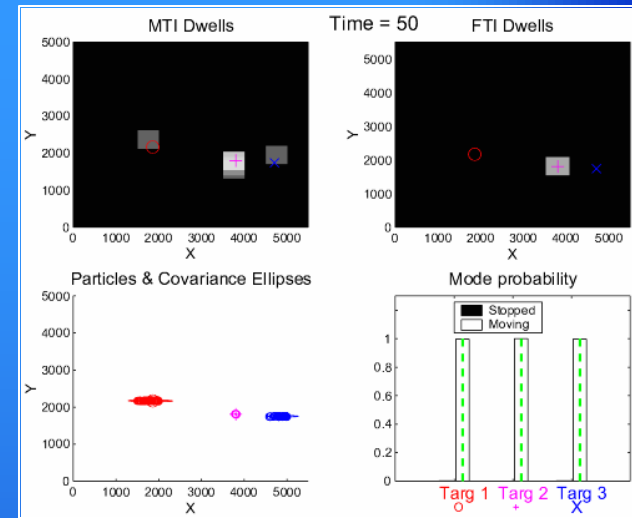 MTI Dwells Time = 50 FTI Dwells
5000
4000
3000
2000
1000
0
Y
0 1000 2000 3000 4000 5000
X
5000
4000
3000
2000
1000
0
Y
0 1000 2000 3000 4000 5000
X
Particles & Covariance Ellipses
5000
4000
3000
2000
1000
0
Y
0 1000 2000 3000 4000 5000
X
Mode probability
Stopped
Moving
1
0.8
0.6
0.4
0.2
0
Targ 1 Targ 2 Targ 3
O + X